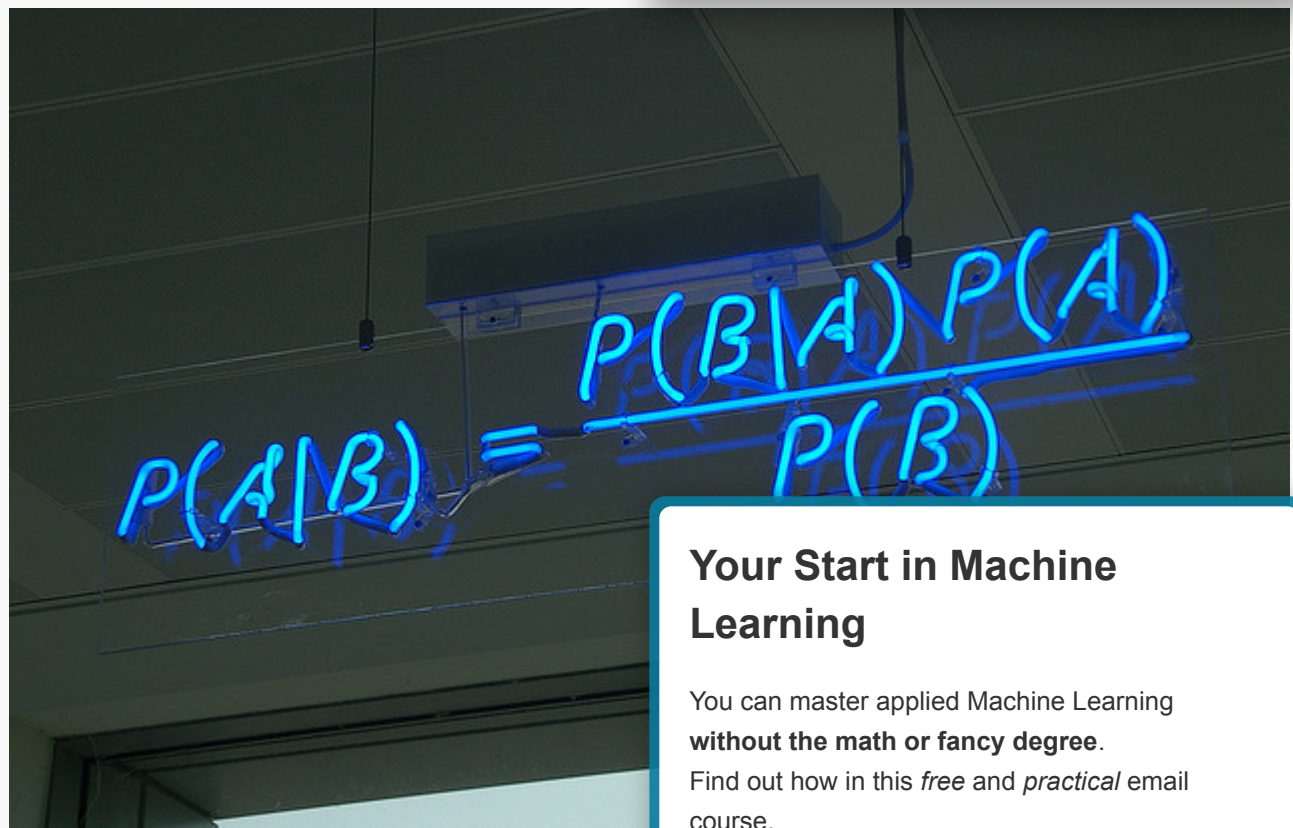 P(A|B) = P(B|A) P(A)
P(B)
Your Start in Machine
Learning
You can master applied Machine Learning
without the math or fancy degree.
Find out how in this free and practical email
course.